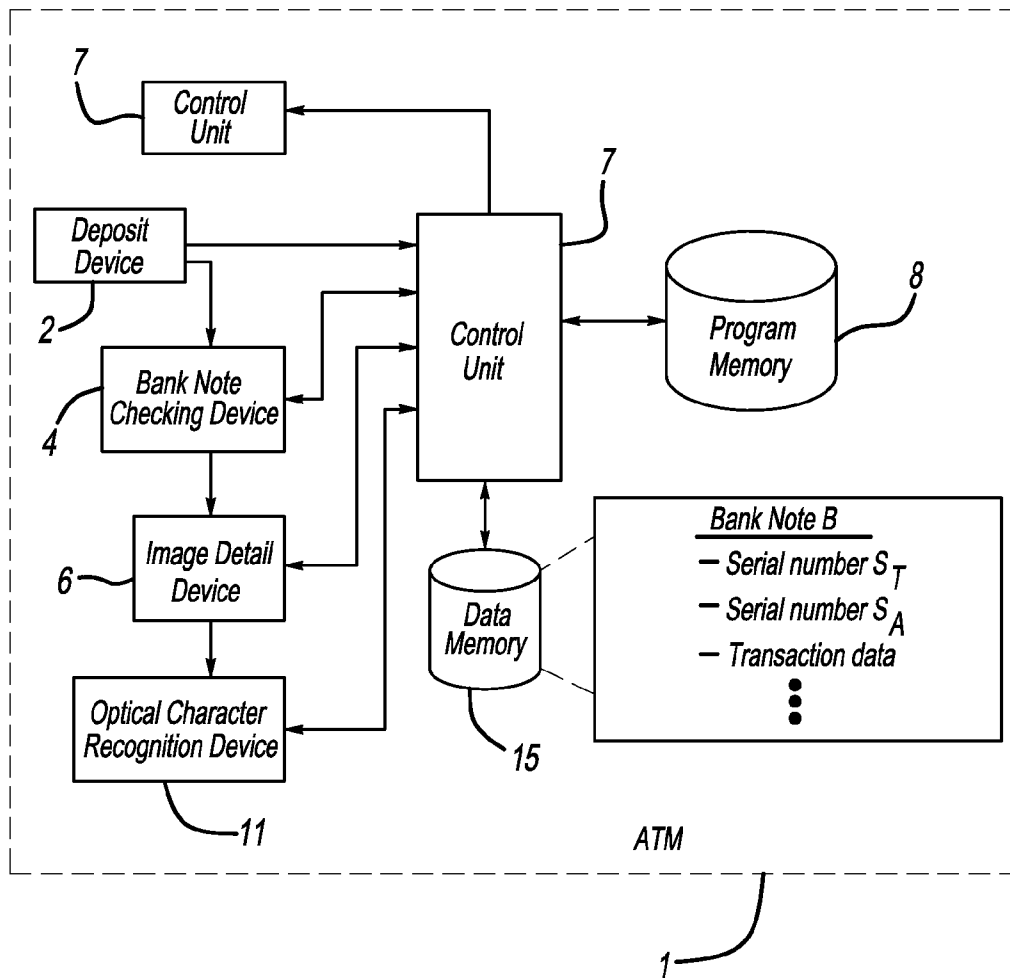 7
Control
Unit
7
Deposit
Device
2
Control
Unit
Program
Memory
8
Bank Note
Checking Device
4
Image Detail
Device
6
Data
Memory
15
Bank Note B
– Serial number S_T
– Serial number S_A
– Transaction data
Optical Character
Recognition Device
11
ATM
1